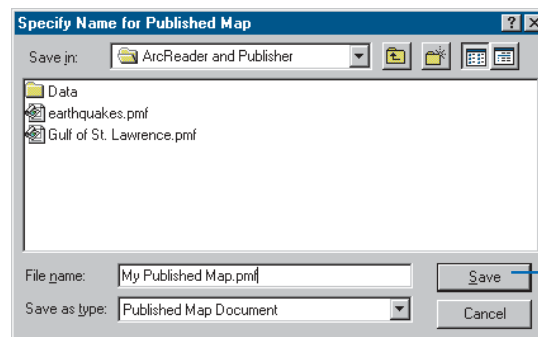 Specify Name for Published Map
Save in: ArcReader and Publisher
Data
earthquakes.pmf
Gulf of St. Lawrence.pmf
File name: My Published Map.pmf Save
Save as type: Published Map Document Cancel